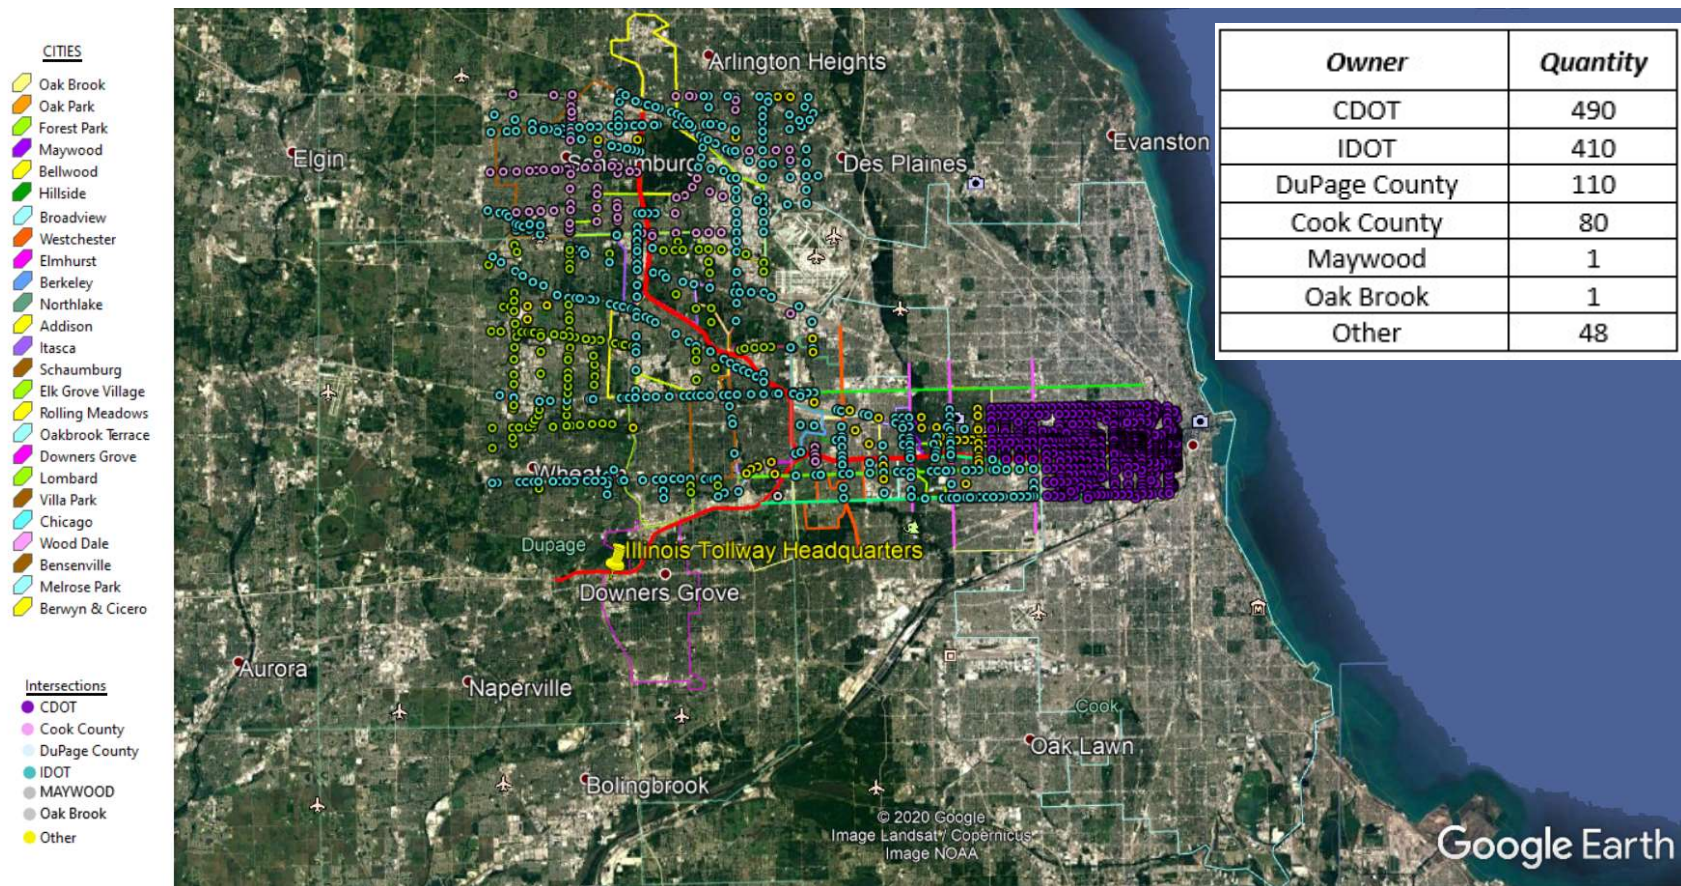 CITIES
Oak Brook
Oak Park
Forest Park
Maywood
Bellwood
Hillside
Broadview
Westchester
Elmhurst
Berkeley
Northlake
Addison
Itasca
Schaumburg
Elk Grove Village
Rolling Meadows
Oakbrook Terrace
Downers Grove
Lombard
Villa Park
Chicago
Wood Dale
Bensenville
Melrose Park
Berwyn & Cicero
Intersections
CDOT
Cook County
DuPage County
IDOT
MAYWOOD
Oak Brook
Other
Arlington Heights
Elgin
Schaumburg
Des Plaines
Evanston
Wheaton
Dupage
Illinois Tollway Headquarters
Downers Grove
Aurora
Naperville
Bolingbrook
Cook
Oak Lawn
© 2020 Google
Image Landsat / Copernicus
Image NOAA
Google Earth
Owner Quantity
CDOT 490
IDOT 410
DuPage County 110
Cook County 80
Maywood 1
Oak Brook 1
Other 48